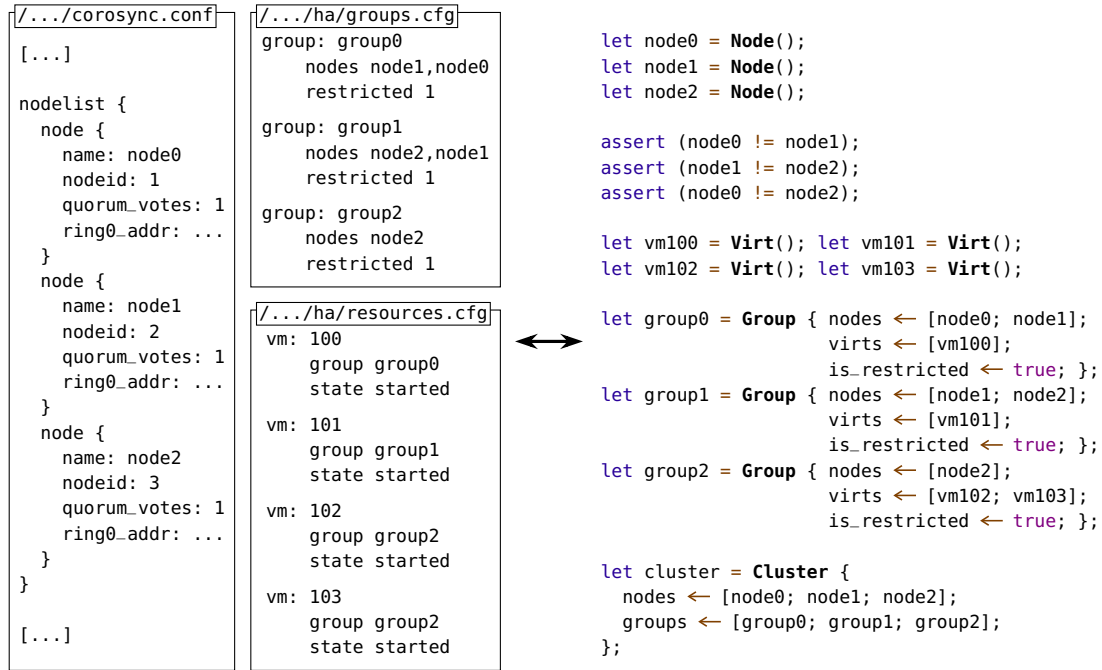 /.../corosync.conf
[...]
nodelist {
  node {
    name: node0
    nodeid: 1
    quorum_votes: 1
    ring0_addr: ...
  }
  node {
    name: node1
    nodeid: 2
    quorum_votes: 1
    ring0_addr: ...
  }
  node {
    name: node2
    nodeid: 3
    quorum_votes: 1
    ring0_addr: ...
  }
}
[...]
/.../ha/groups.cfg
group: group0
    nodes node1,node0
    restricted 1
group: group1
    nodes node2,node1
    restricted 1
group: group2
    nodes node2
    restricted 1
/.../ha/resources.cfg
vm: 100
    group group0
    state started
vm: 101
    group group1
    state started
vm: 102
    group group2
    state started
vm: 103
    group group2
    state started
let node0 = Node();
let node1 = Node();
let node2 = Node();
assert (node0 != node1);
assert (node1 != node2);
assert (node0 != node2);
let vm100 = Virt(); let vm101 = Virt();
let vm102 = Virt(); let vm103 = Virt();
let group0 = Group { nodes ← [node0; node1];
                     virts ← [vm100];
                     is_restricted ← true; };
let group1 = Group { nodes ← [node1; node2];
                     virts ← [vm101];
                     is_restricted ← true; };
let group2 = Group { nodes ← [node2];
                     virts ← [vm102; vm103];
                     is_restricted ← true; };
let cluster = Cluster {
  nodes ← [node0; node1; node2];
  groups ← [group0; group1; group2];
};